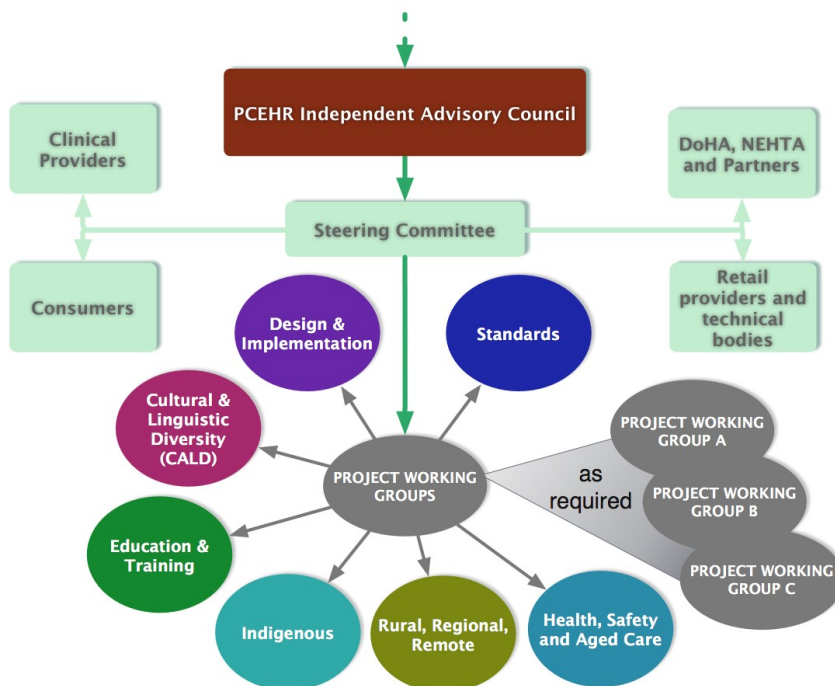 PCEHR Independent Advisory Council
Clinical
Providers
DoHA, NEHTA
and Partners
Steering Committee
Consumers
Retail
providers and
technical
bodies
Design &
Implementation
Standards
Cultural &
Linguistic
Diversity
(CALD)
PROJECT WORKING
GROUPS
as
required
PROJECT WORKING
GROUP A
PROJECT WORKING
GROUP B
PROJECT WORKING
GROUP C
Education &
Training
Indigenous
Rural, Regional,
Remote
Health, Safety
and Aged Care